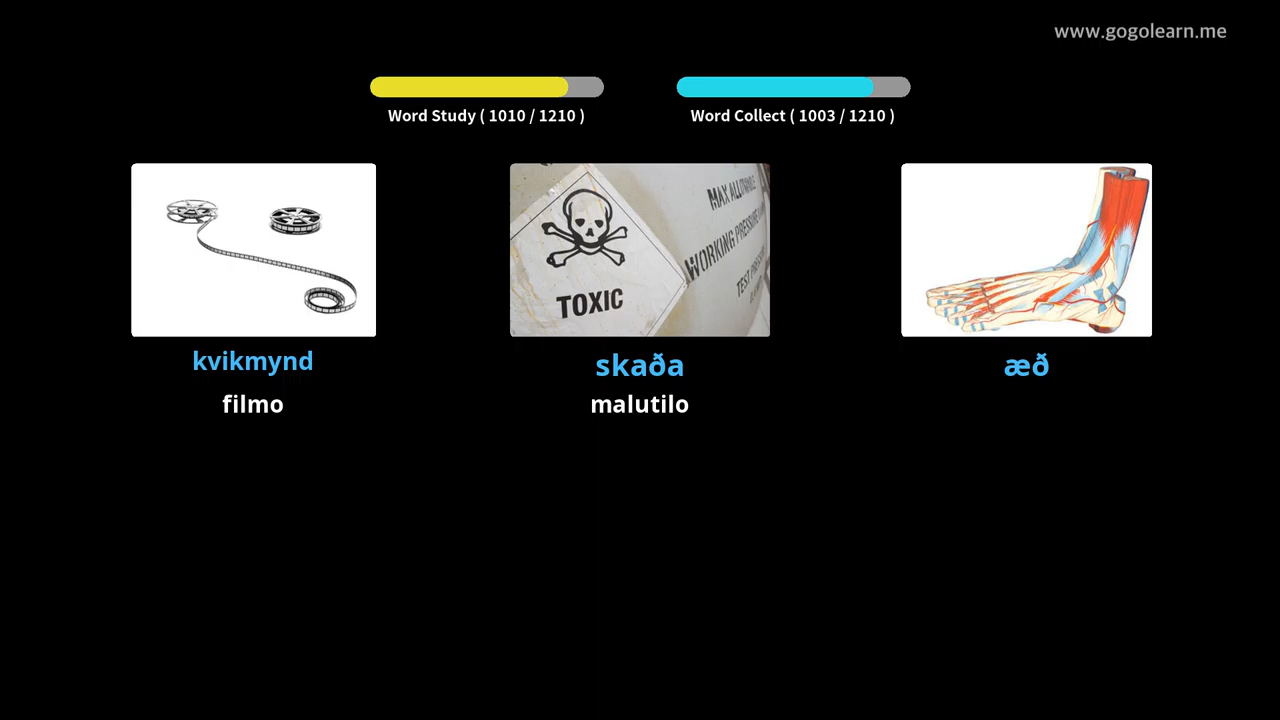 www.gogolearn.me
Word Study ( 1010 / 1210 )
Word Collect ( 1003 / 1210 )
TOXIC
MAX ALLOWABLE
WORKING PRESSURE
TEST
kvikmynd
skaða
æð
filmo
malutilo